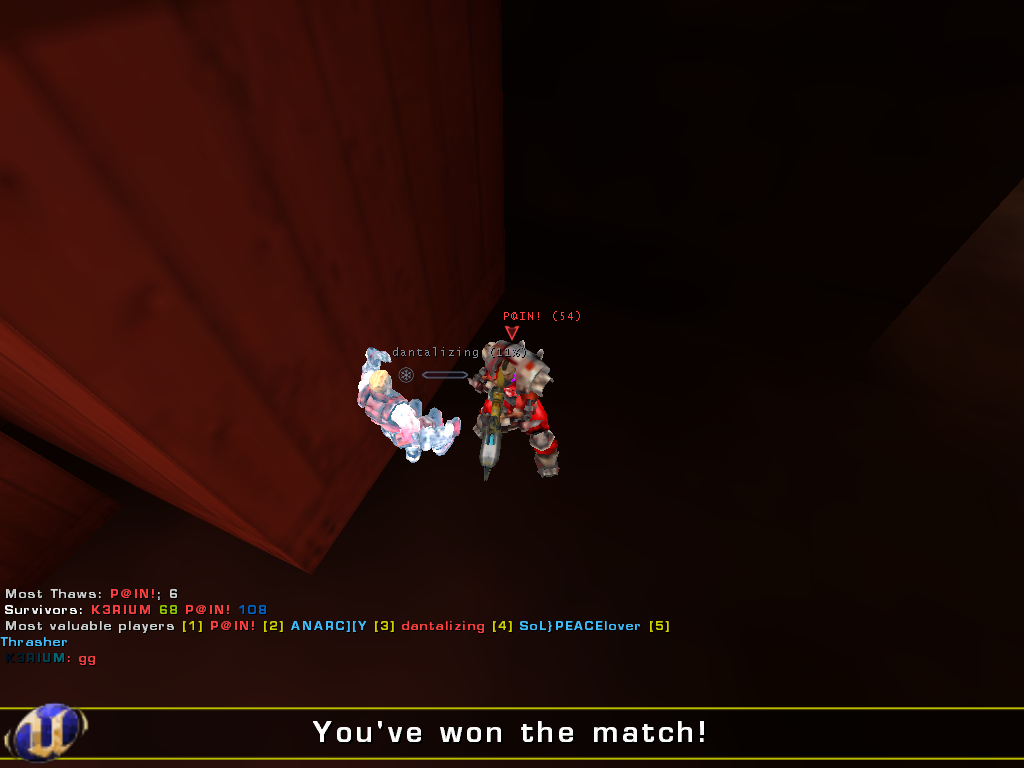 P@IN! (54)
dantalizing (11%)
Most Thaws: P@IN!; 6
Survivors: K3RIUM 68 P@IN! 108
Most valuable players [1] P@IN! [2] ANARC][Y [3] dantalizing [4] SoL}PEACElover [5]
Thrasher
K3RIUM: gg
U
You've won the match!